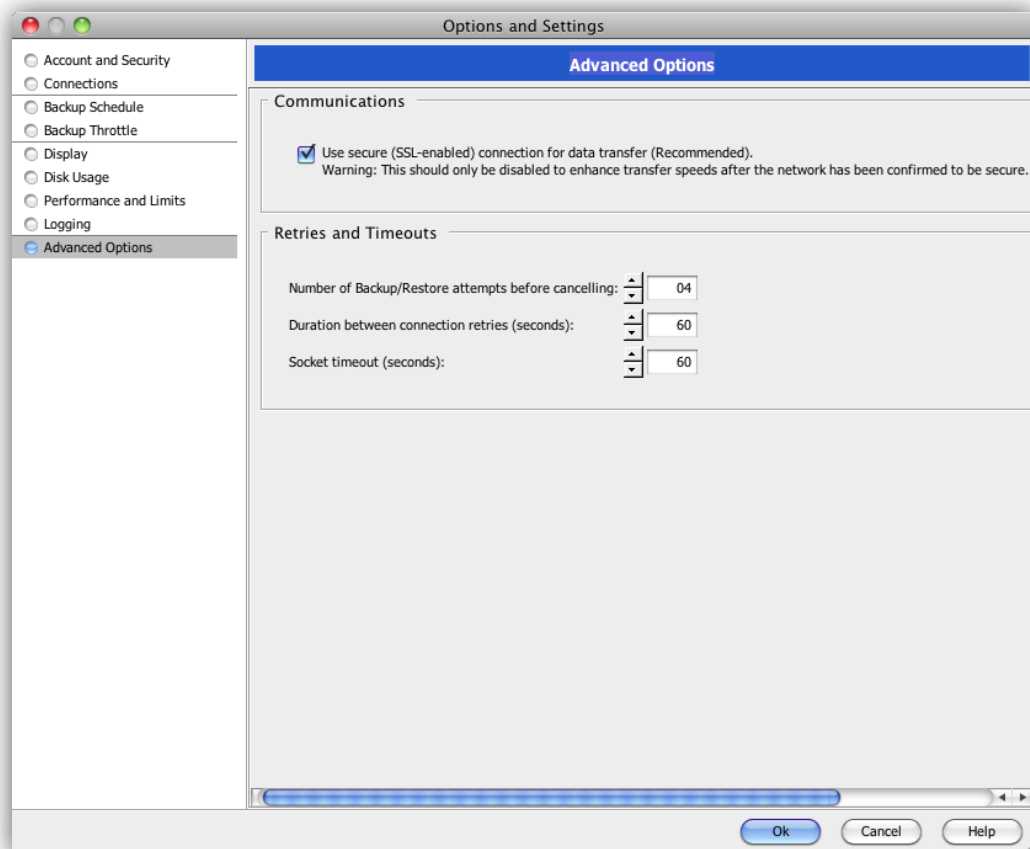 Options and Settings
Account and Security
Connections
Backup Schedule
Backup Throttle
Display
Disk Usage
Performance and Limits
Logging
Advanced Options
Advanced Options
Communications
Use secure (SSL-enabled) connection for data transfer (Recommended).
Warning: This should only be disabled to enhance transfer speeds after the network has been confirmed to be secure.
Retries and Timeouts
Number of Backup/Restore attempts before cancelling: 04
Duration between connection retries (seconds): 60
Socket timeout (seconds): 60
Ok Cancel Help